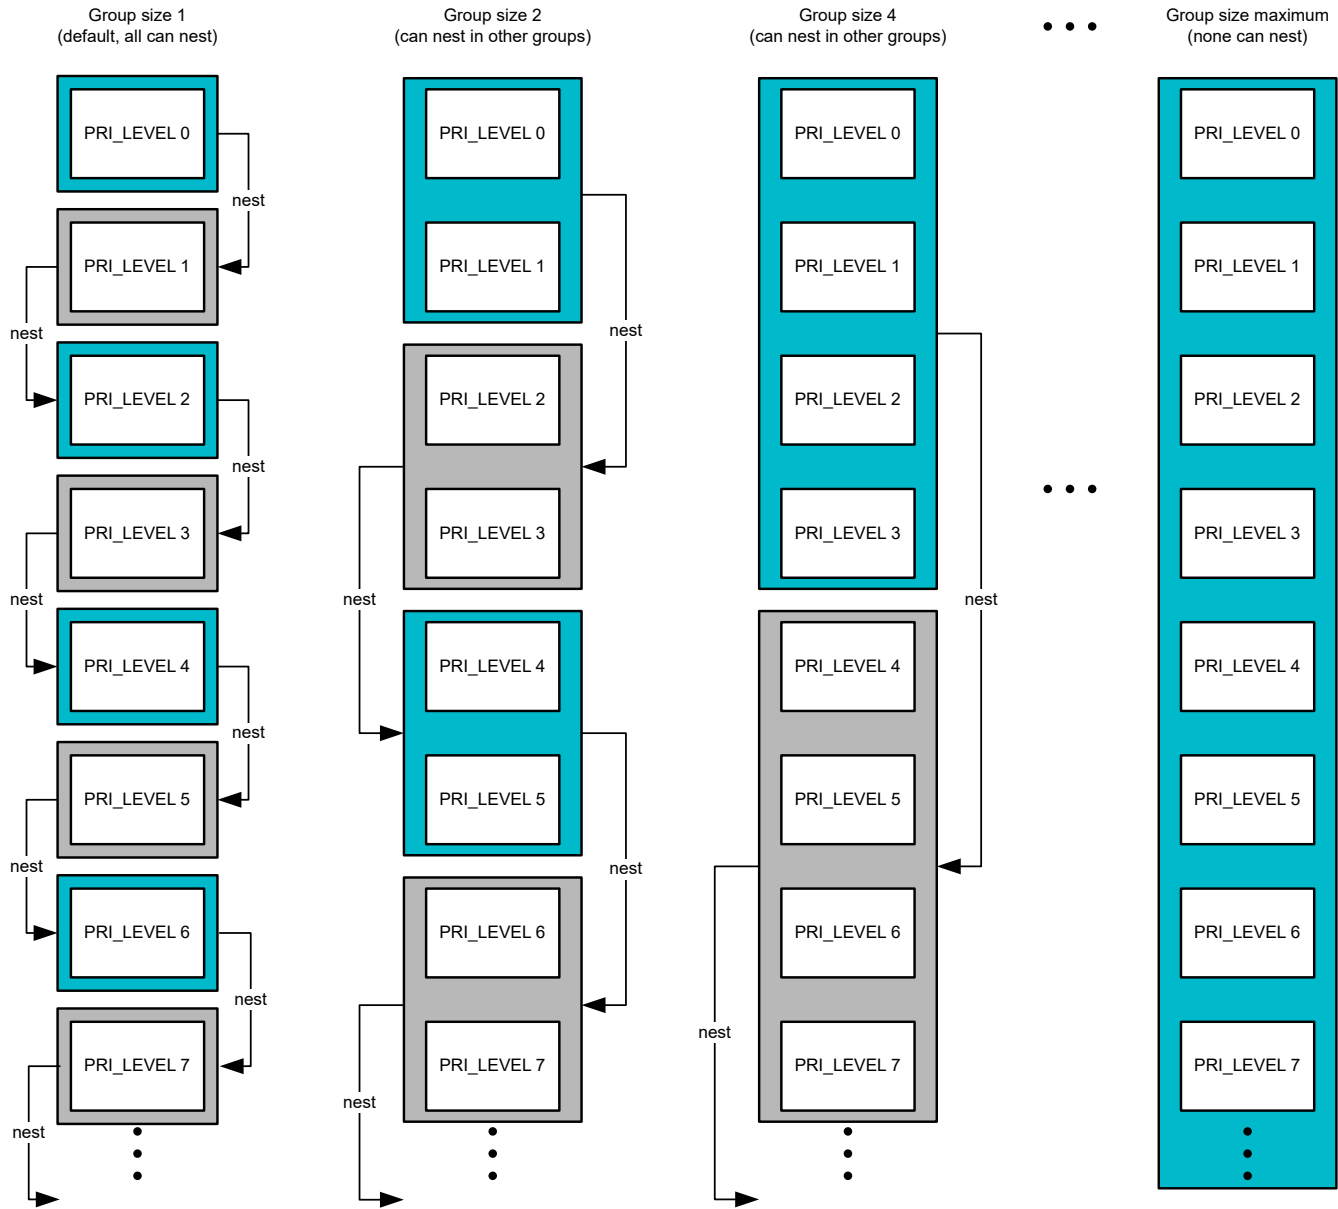 Group size 1
(default, all can nest)
PRI_LEVEL 0
nest
PRI_LEVEL 1
nest
PRI_LEVEL 2
nest
PRI_LEVEL 3
nest
PRI_LEVEL 4
nest
PRI_LEVEL 5
nest
PRI_LEVEL 6
nest
PRI_LEVEL 7
nest
Group size 2
(can nest in other groups)
PRI_LEVEL 0
PRI_LEVEL 1
nest
PRI_LEVEL 2
PRI_LEVEL 3
nest
PRI_LEVEL 4
PRI_LEVEL 5
nest
PRI_LEVEL 6
PRI_LEVEL 7
nest
Group size 4
(can nest in other groups)
PRI_LEVEL 0
PRI_LEVEL 1
PRI_LEVEL 2
PRI_LEVEL 3
nest
PRI_LEVEL 4
PRI_LEVEL 5
PRI_LEVEL 6
PRI_LEVEL 7
nest
Group size maximum
(none can nest)
PRI_LEVEL 0
PRI_LEVEL 1
PRI_LEVEL 2
PRI_LEVEL 3
PRI_LEVEL 4
PRI_LEVEL 5
PRI_LEVEL 6
PRI_LEVEL 7